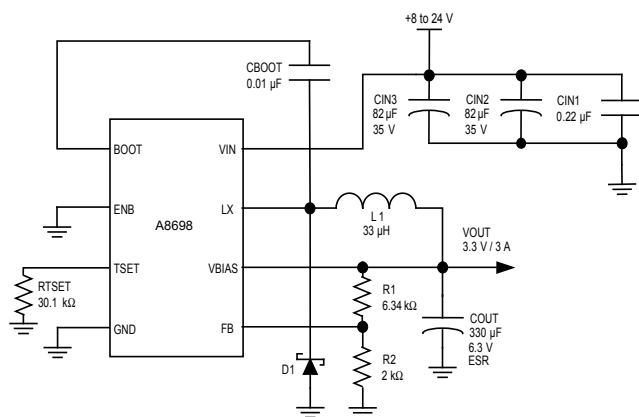 +8 to 24 V
CBOOT
0.01 µF
CIN3
82 µF
35 V
CIN2
82 µF
35 V
CIN1
0.22 µF
BOOT
VIN
ENB
A8698
LX
L1
33 µH
VOUT
3.3 V / 3 A
TSET
VBIAS
RTSET
30.1 kΩ
R1
6.34 kΩ
COUT
330 µF
6.3 V
ESR
GND
FB
D1
R2
2 kΩ